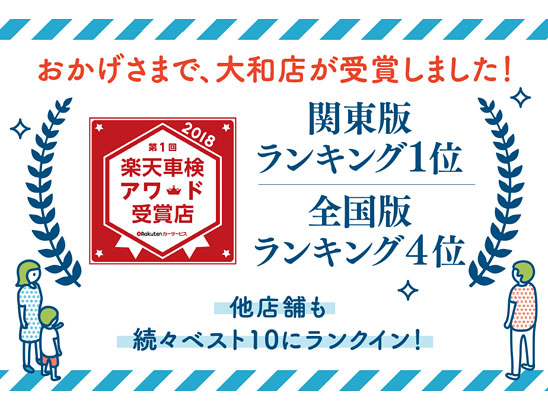 おかげさまで、大和店が受賞しました！
2018
第1回
楽天車検
アワード
受賞店
Rakuten カーサービス
関東版
ランキング1位
全国版
ランキング4位
他店舗も
続々ベスト10にランクイン！